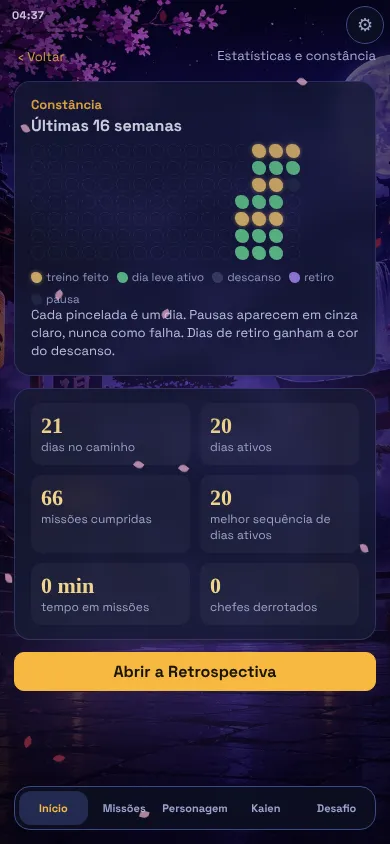 04:37
‹ Voltar
Estatísticas e constância
Constância
Últimas 16 semanas
treino feito dia leve ativo descanso retiro
pausa
Cada pincelada é um dia. Pausas aparecem em cinza
claro, nunca como falha. Dias de retiro ganham a cor
do descanso.
21
dias no caminho
20
dias ativos
66
missões cumpridas
20
melhor sequência de
dias ativos
0 min
tempo em missões
0
chefes derrotados
Abrir a Retrospectiva
Início Missões Personagem Kaien Desafio